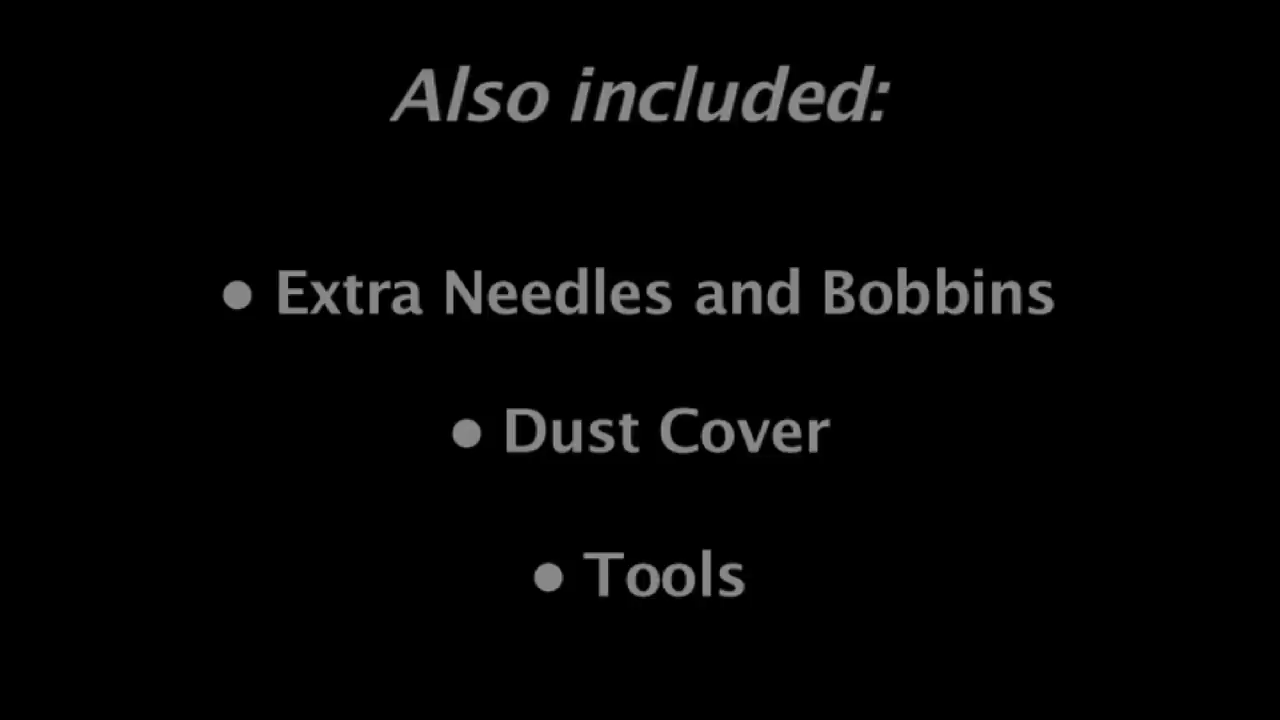 Also included:
• Extra Needles and Bobbins
• Dust Cover
• Tools